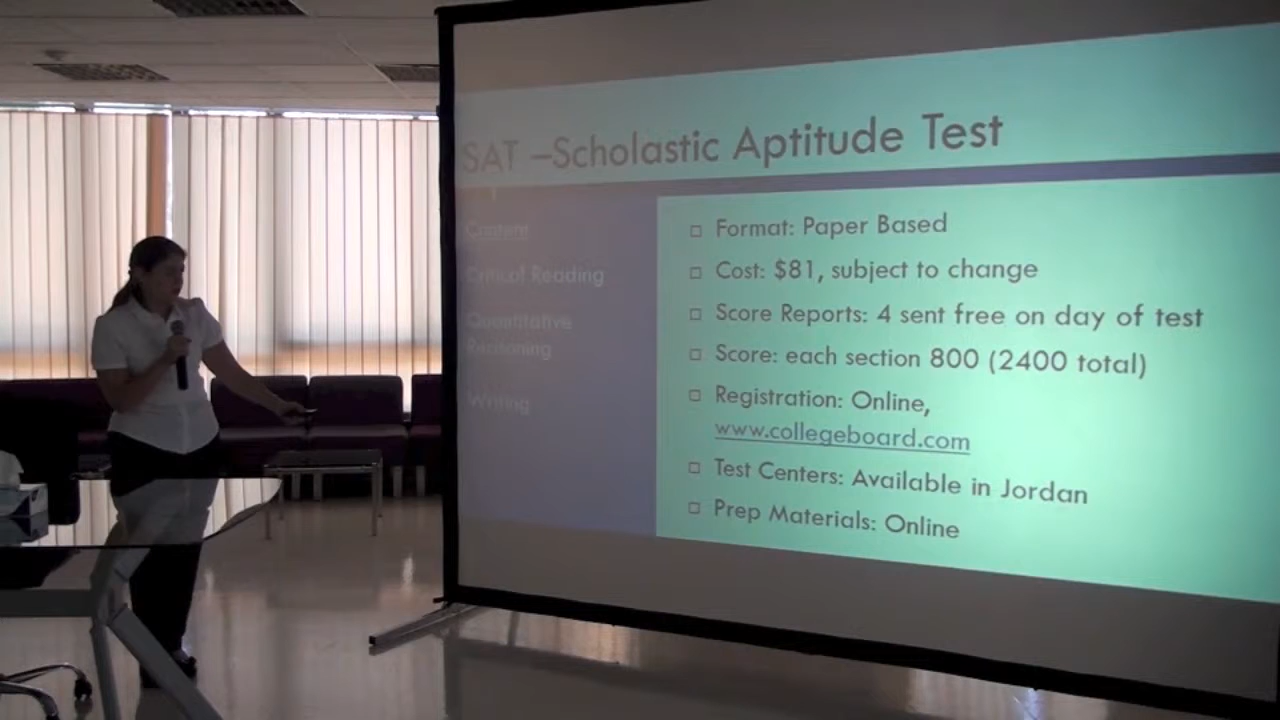 SAT –Scholastic Aptitude Test
Content
Critical Reading
Quantitative
Reasoning
Writing
□ Format: Paper Based
□ Cost: $81, subject to change
□ Score Reports: 4 sent free on day of test
□ Score: each section 800 (2400 total)
□ Registration: Online,
www.collegeboard.com
□ Test Centers: Available in Jordan
□ Prep Materials: Online